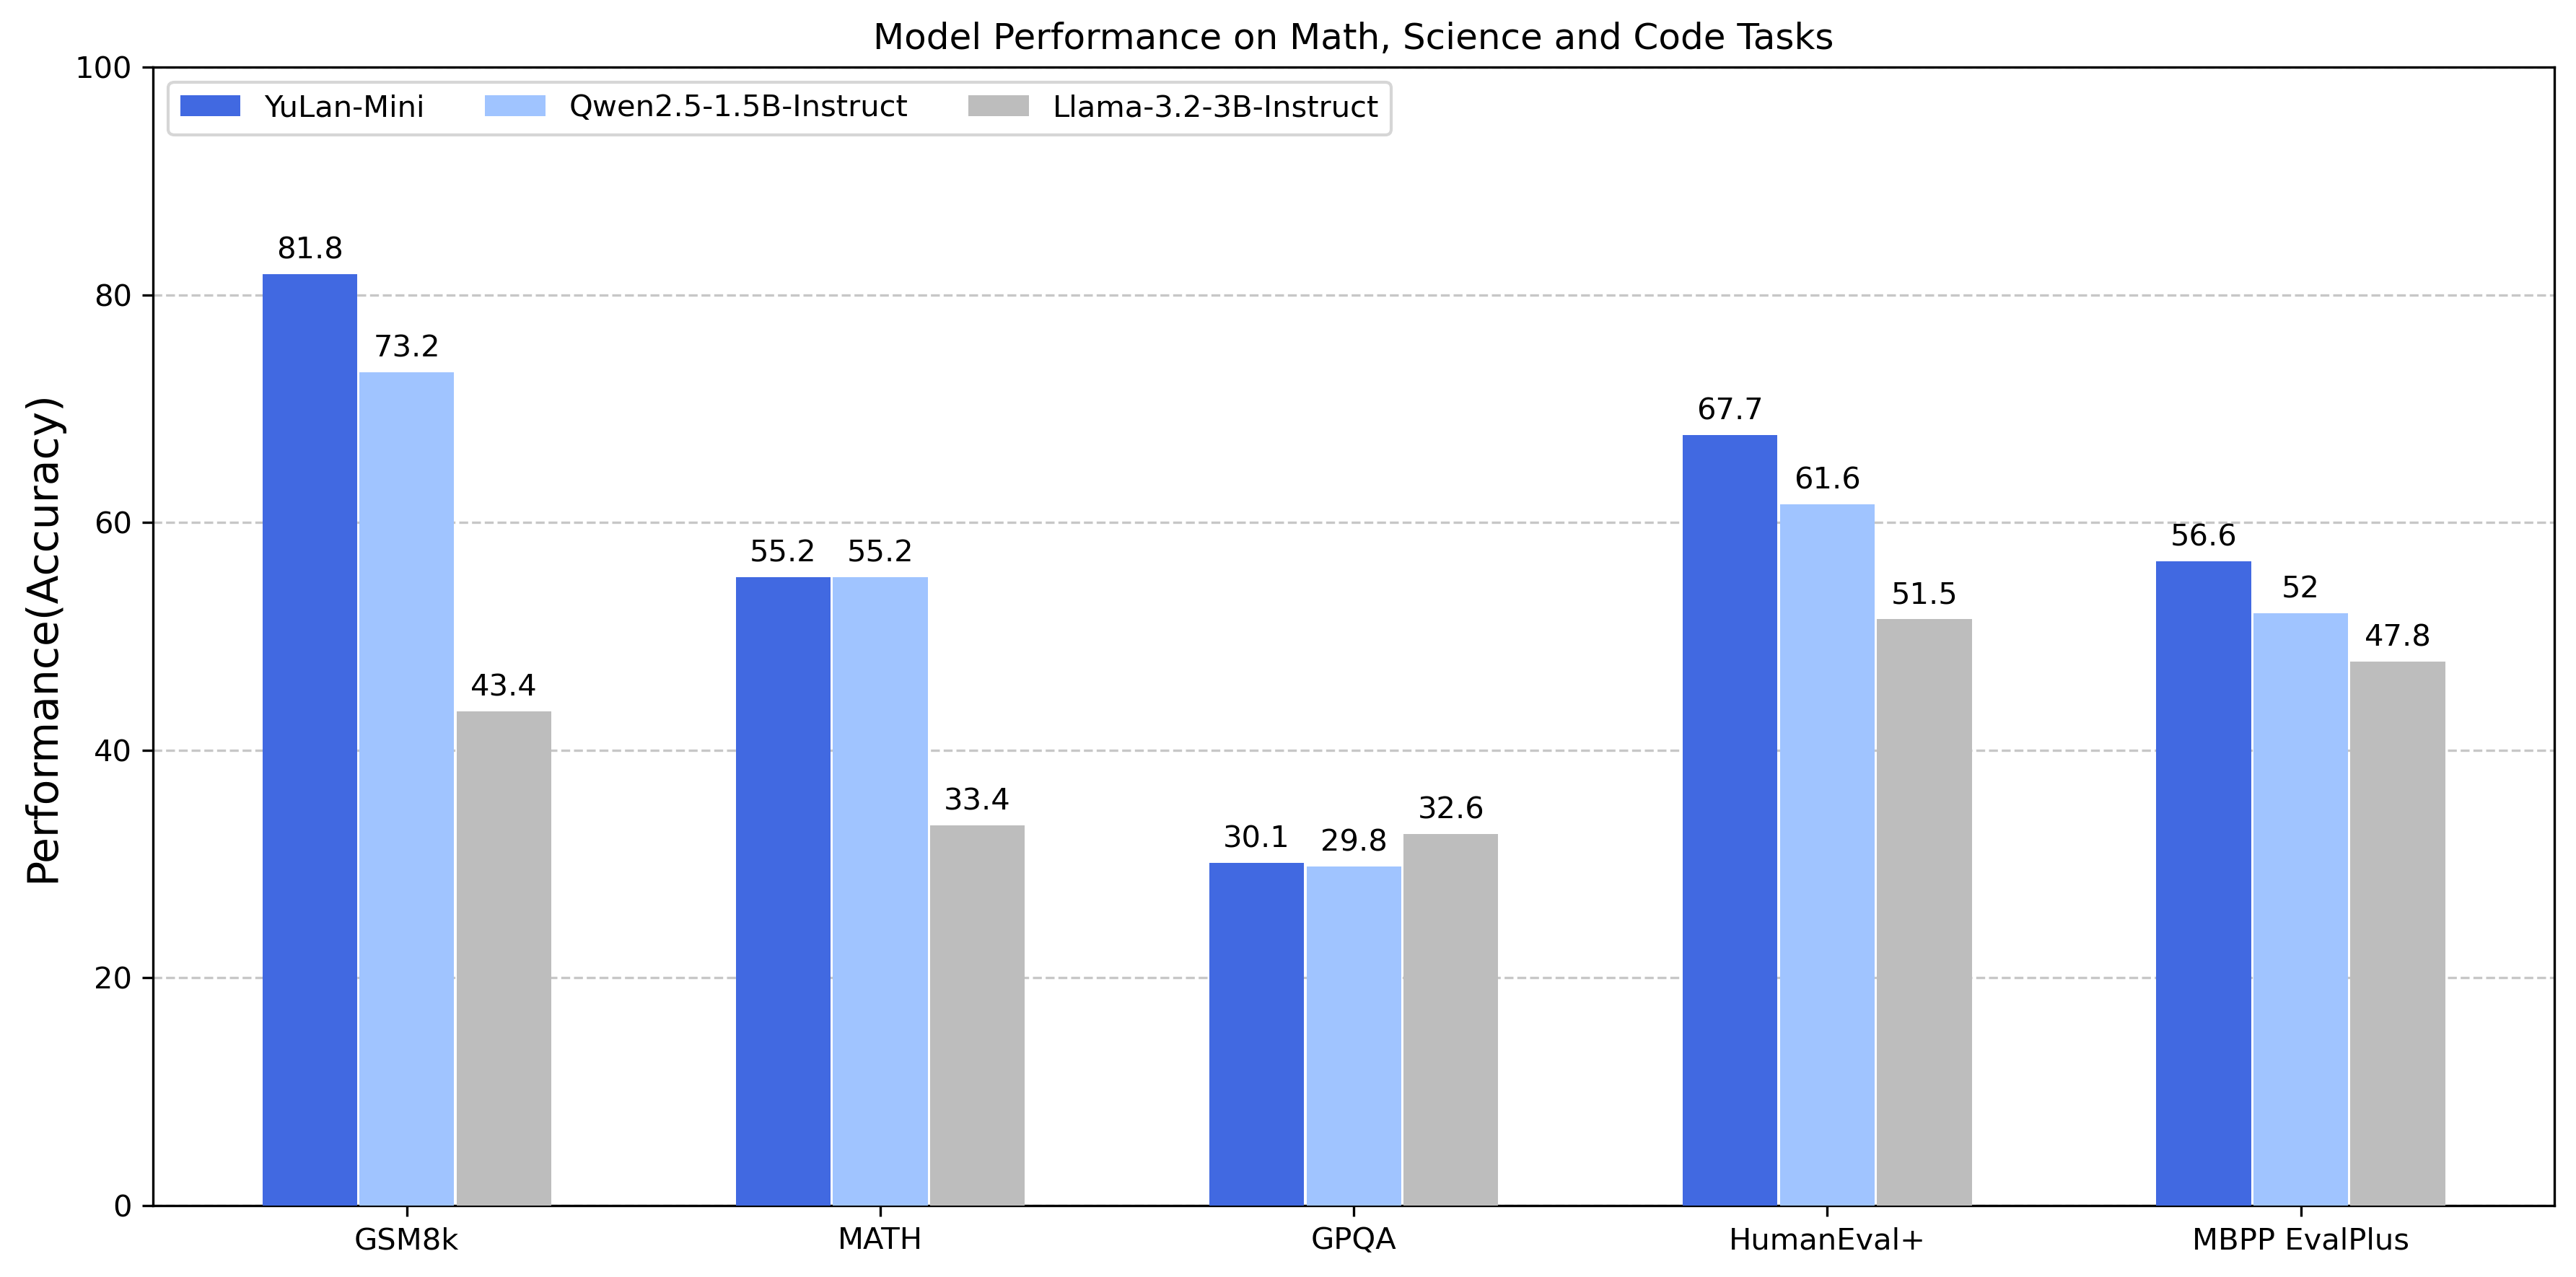 Model Performance on Math, Science and Code Tasks
YuLan-Mini Qwen2.5-1.5B-Instruct Llama-3.2-3B-Instruct
Performance(Accuracy)
100
80
60
40
20
0
81.8 73.2 43.4
55.2 55.2 33.4
30.1 29.8 32.6
67.7 61.6 51.5
56.6 52 47.8
GSM8k MATH GPQA HumanEval+ MBPP EvalPlus